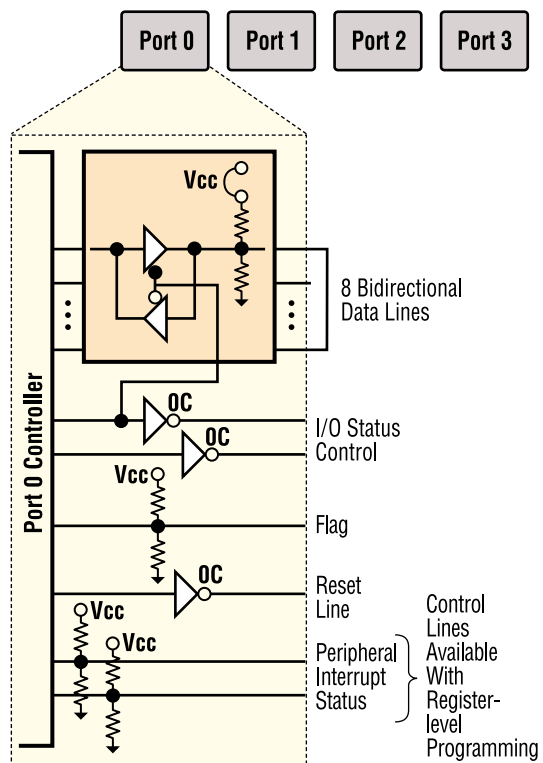 Port 0
Port 1
Port 2
Port 3
Vcc
8 Bidirectional
Data Lines
Port 0 Controller
OC
I/O Status
OC
Control
Vcc
Flag
OC
Reset
Line
Vcc
Vcc
Peripheral
Interrupt
Status
Control
Lines
Available
With
Register-
level
Programming